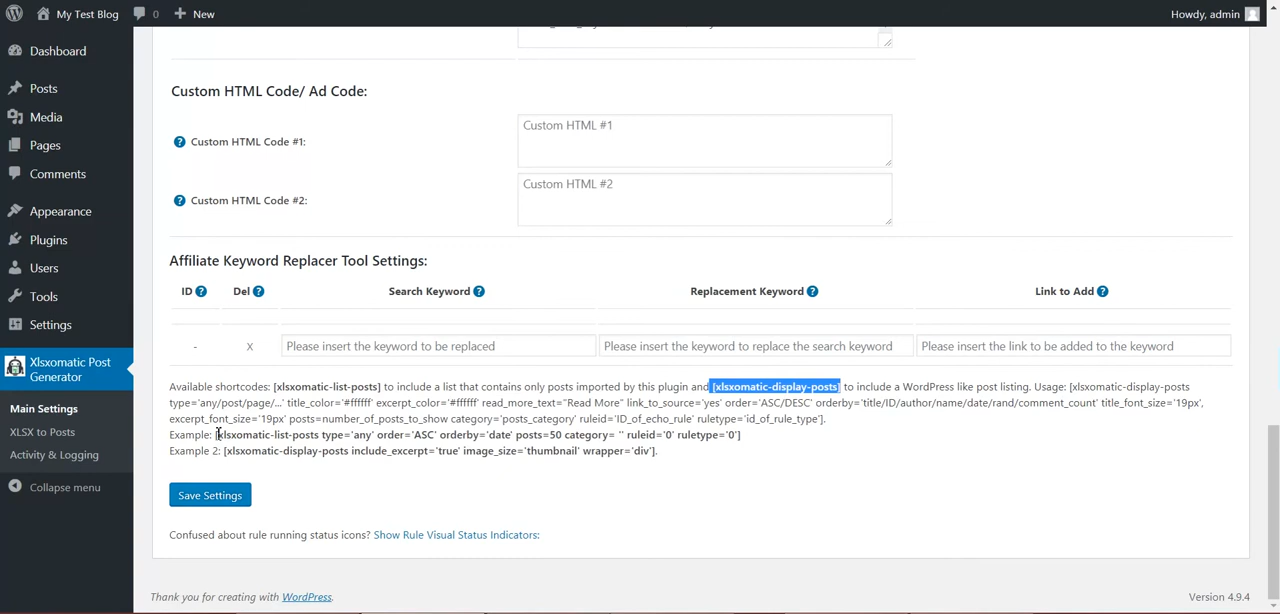 My Test Blog
0
New
Howdy, admin
Dashboard
Posts
Media
Pages
Comments
Appearance
Plugins
Users
Tools
Settings
Xlsxomatic Post
Generator
Main Settings
XLSX to Posts
Activity & Logging
Collapse menu
Custom HTML Code/ Ad Code:
Custom HTML Code #1:
Custom HTML #1
Custom HTML Code #2:
Custom HTML #2
Affiliate Keyword Replacer Tool Settings:
ID Del Search Keyword Replacement Keyword Link to Add
- X Please insert the keyword to be replaced Please insert the keyword to replace the search keyword Please insert the link to be added to the keyword
Available shortcodes: [xlsxomatic-list-posts] to include a list that contains only posts imported by this plugin and [xlsxomatic-display-posts] to include a WordPress like post listing. Usage: [xlsxomatic-display-posts
type='any/post/page/...' title_color='#ffffff' excerpt_color='#ffffff' read_more_text="Read More" link_to_source='yes' order='ASC/DESC' orderby='title/ID/author/name/date/rand/comment_count' title_font_size='19px',
excerpt_font_size='19px' posts=number_of_posts_to_show category='posts_category' ruleid='ID_of_echo_rule' ruletype='id_of_rule_type'].
Example: [xlsxomatic-list-posts type='any' order='ASC' orderby='date' posts=50 category= '' ruleid='0' ruletype='0']
Example 2: [xlsxomatic-display-posts include_excerpt='true' image_size='thumbnail' wrapper='div'].
Save Settings
Confused about rule running status icons? Show Rule Visual Status Indicators:
Thank you for creating with WordPress.
Version 4.9.4